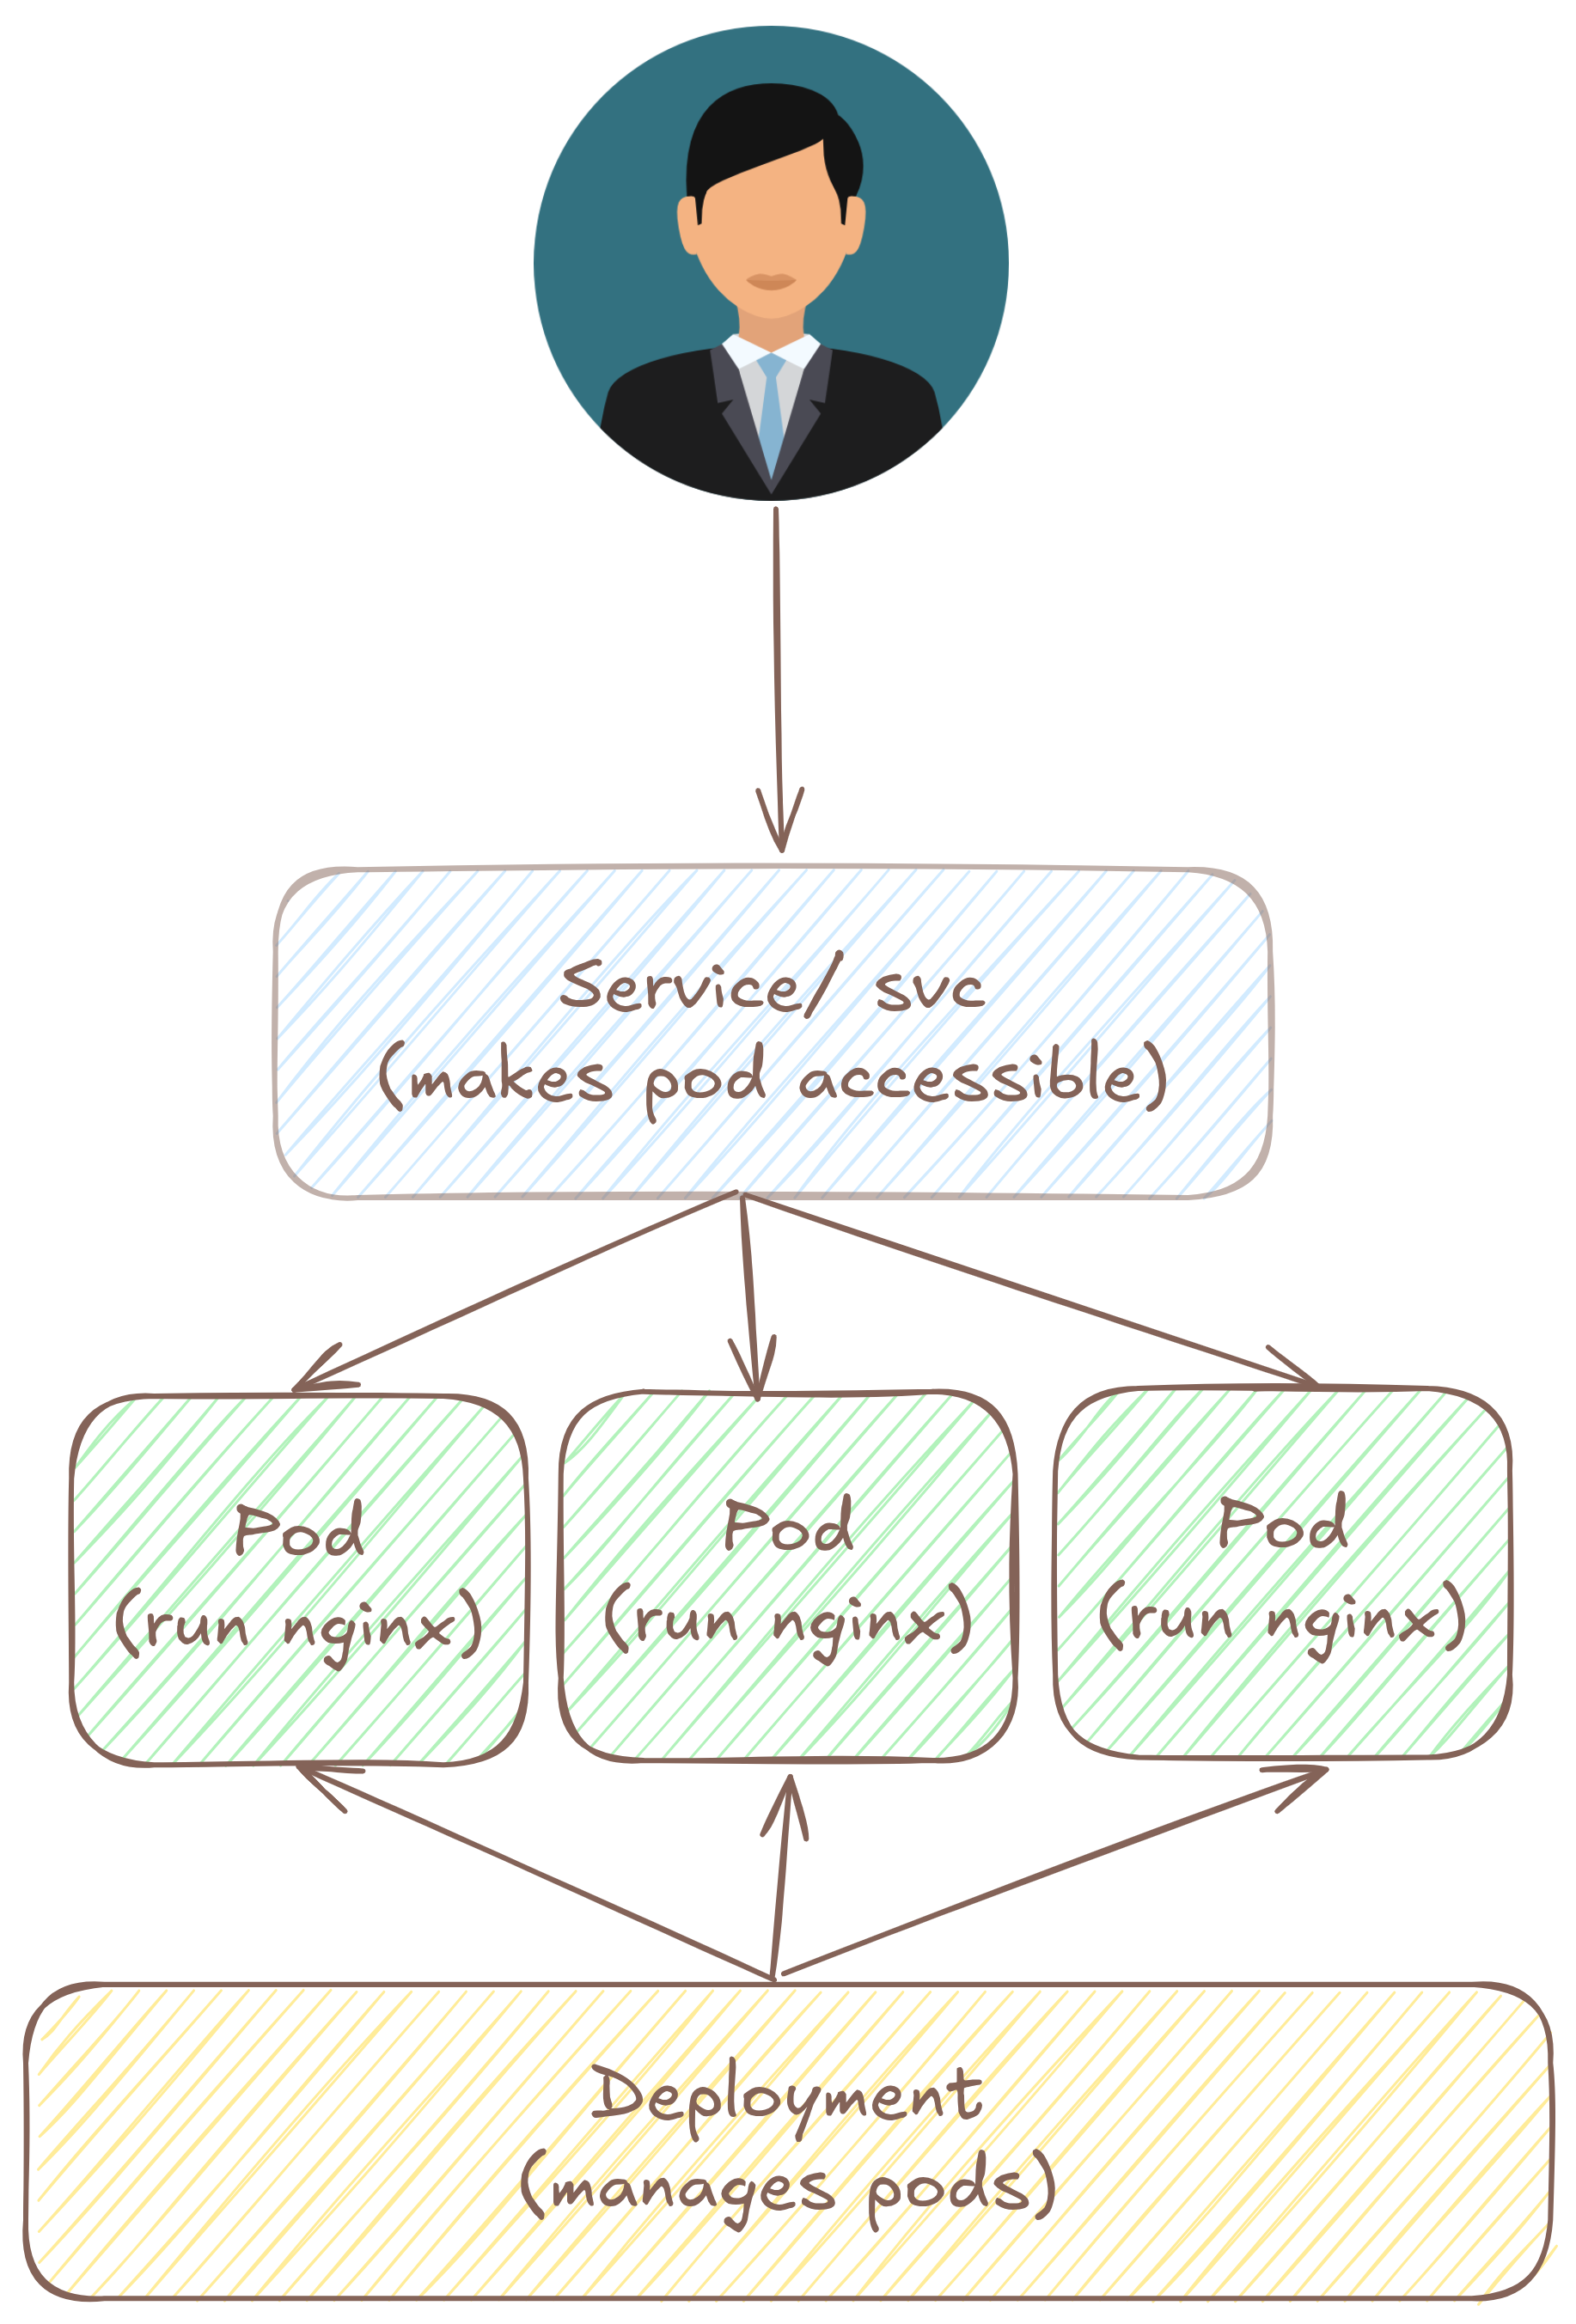 Service/ svc
(makes pod accessible)
Pod
(run nginx)
Pod
(run nginx)
Pod
(run nginx)
Deployment
(manages pods)